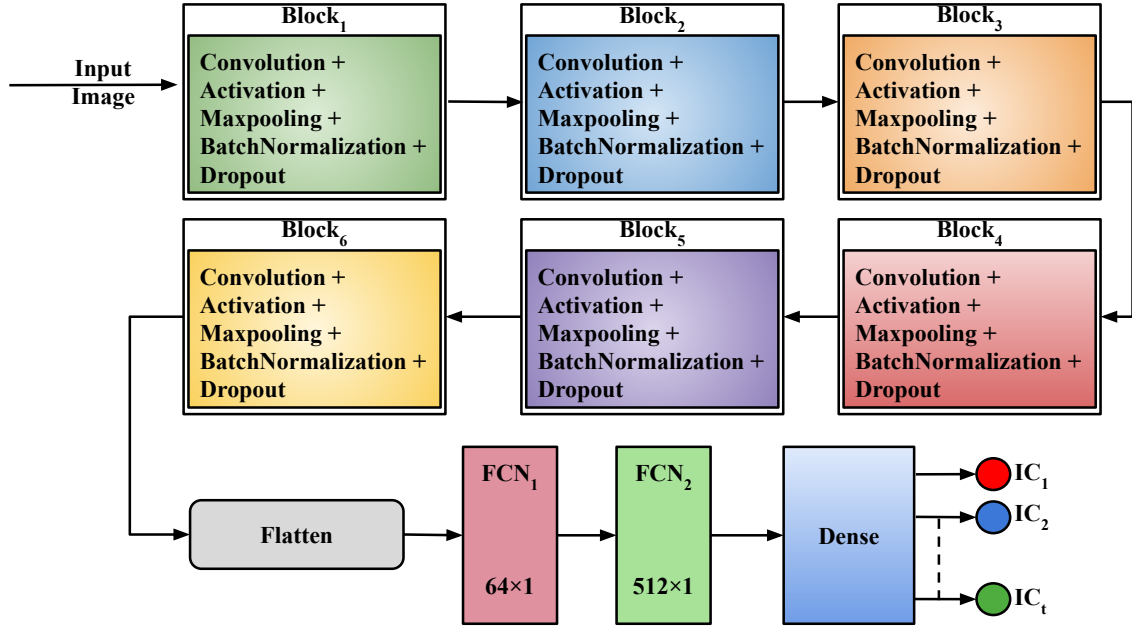 Input
Image
Block₁
Convolution +
Activation +
Maxpooling +
BatchNormalization +
Dropout
Block₂
Convolution +
Activation +
Maxpooling +
BatchNormalization +
Dropout
Block₃
Convolution +
Activation +
Maxpooling +
BatchNormalization +
Dropout
Block₄
Convolution +
Activation +
Maxpooling +
BatchNormalization +
Dropout
Block₅
Convolution +
Activation +
Maxpooling +
BatchNormalization +
Dropout
Block₆
Convolution +
Activation +
Maxpooling +
BatchNormalization +
Dropout
Flatten
FCN₁
64×1
FCN₂
512×1
Dense
IC₁
IC₂
ICₜ